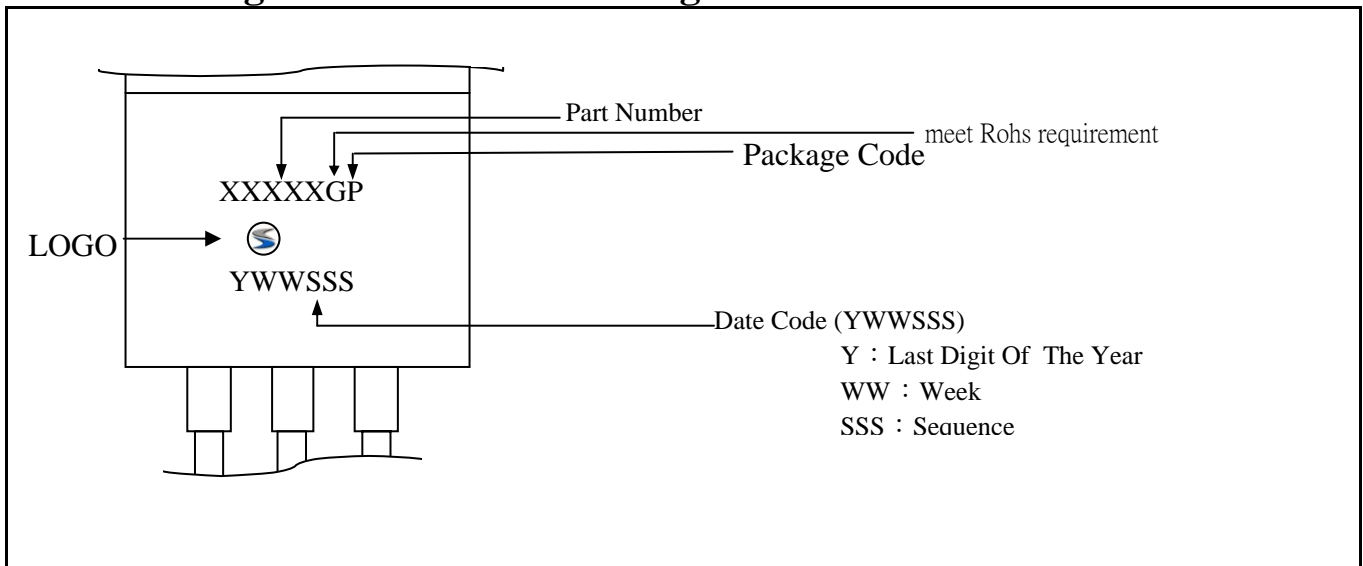 Part Number
meet Rohs requirement
Package Code
XXXXXGP
LOGO
YWWSSS
Date Code (YWWSSS)
Y：Last Digit Of The Year
WW：Week
SSS：Sequence